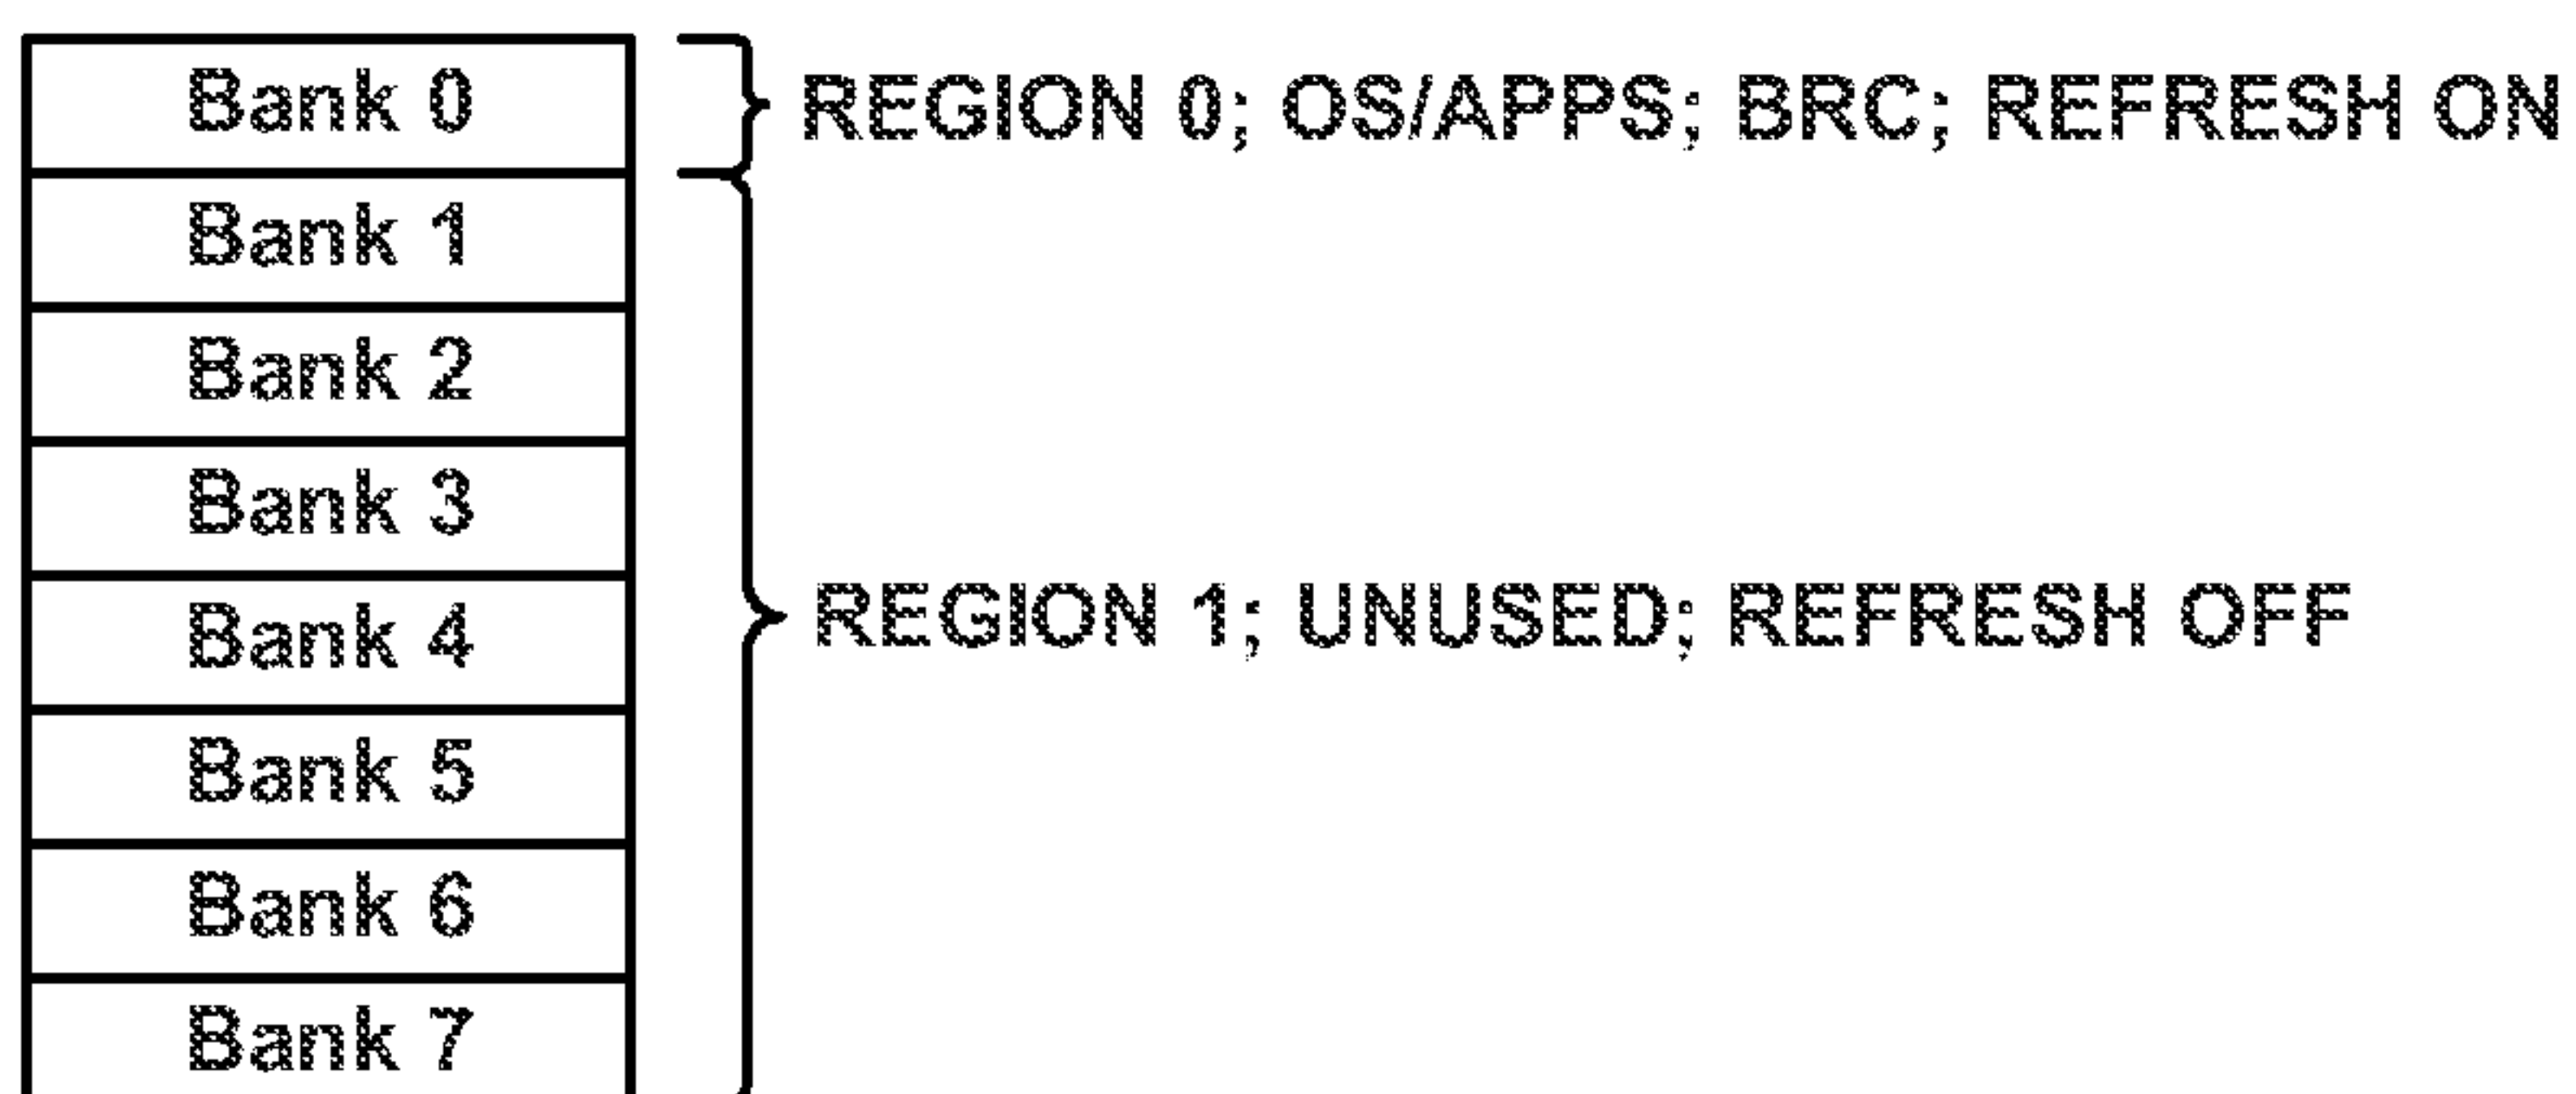 Bank 0 REGION 0; OS/APPS; BRC; REFRESH ON
Bank 1
Bank 2
Bank 3
Bank 4 REGION 1; UNUSED; REFRESH OFF
Bank 5
Bank 6
Bank 7